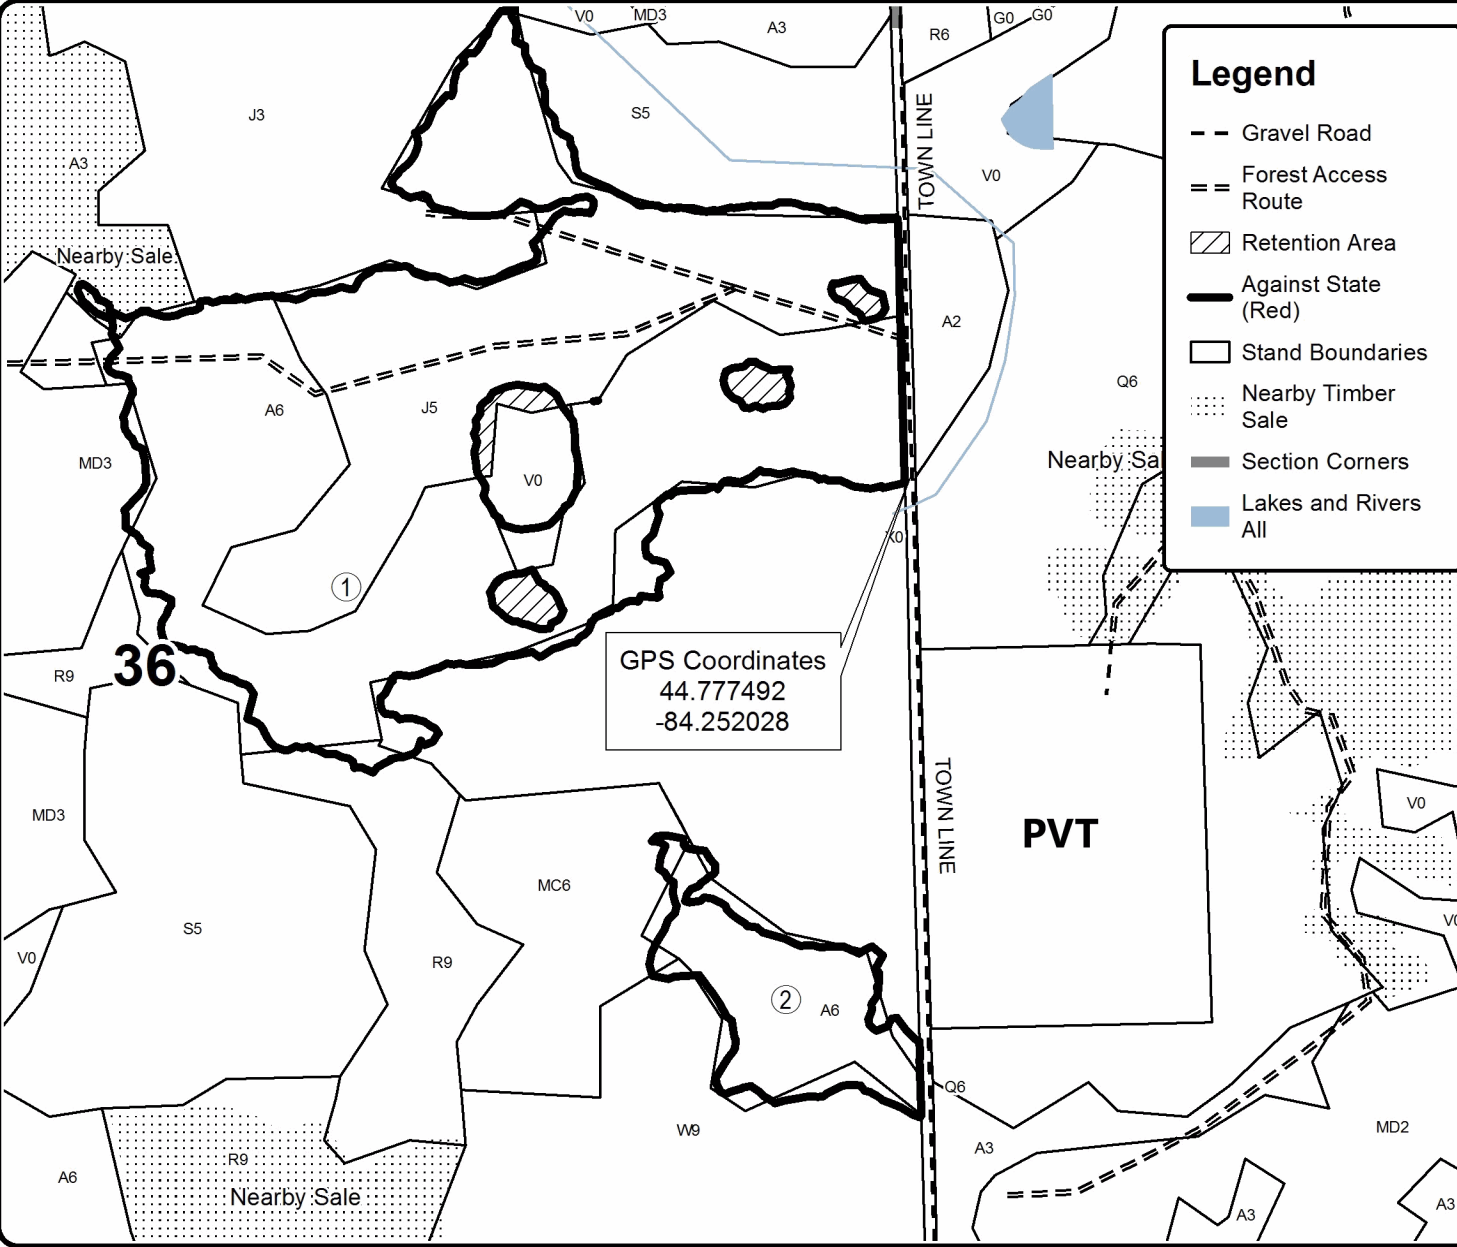 V0
MD3
A3
R6
G0
G0
J3
S5
A3
V0
TOWN LINE
Legend
Gravel Road
Forest Access
Route
Retention Area
Against State
(Red)
Stand Boundaries
Nearby Timber
Sale
Section Corners
Lakes and Rivers
All
Nearby Sale
A2
Q6
A6
J5
MD3
Nearby Sal
V0
X0
1
36
R9
GPS Coordinates
44.777492
-84.252028
TOWN LINE
MD3
PVT
V0
MC6
S5
V0
R9
V0
2
A6
Q6
W9
A3
MD2
R9
A6
Nearby Sale
A3
A3